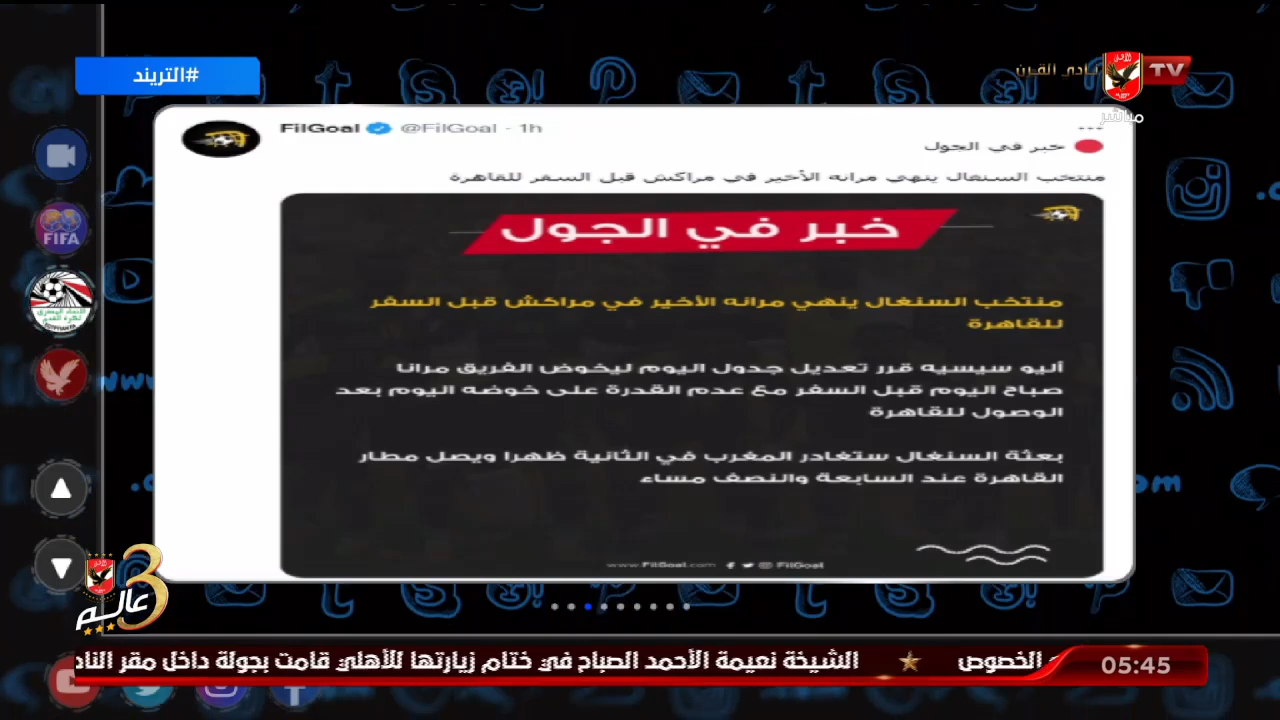 #التريند
نادي القرن
TV
مباشر
FilGoal @FilGoal · 1h
خبر في الجول
منتخب السنغال ينهي مرانه الأخير في مراكش قبل السفر للقاهرة
خبر في الجول
منتخب السنغال ينهي مرانه الأخير في مراكش قبل السفر
للقاهرة
أليو سيسيه قرر تعديل جدول اليوم ليخوض الفريق مرانا
صباح اليوم قبل السفر مع عدم القدرة على خوضه اليوم بعد
الوصول للقاهرة
بعثة السنغال ستغادر المغرب في الثانية ظهرا ويصل مطار
القاهرة عند السابعة والنصف مساء
www.FilGoal.com FilGoal
FIFA
3
عالم
الخصوص
الشيخة نعيمة الأحمد الصباح في ختام زيارتها للأهلي قامت بجولة داخل مقر
05:45